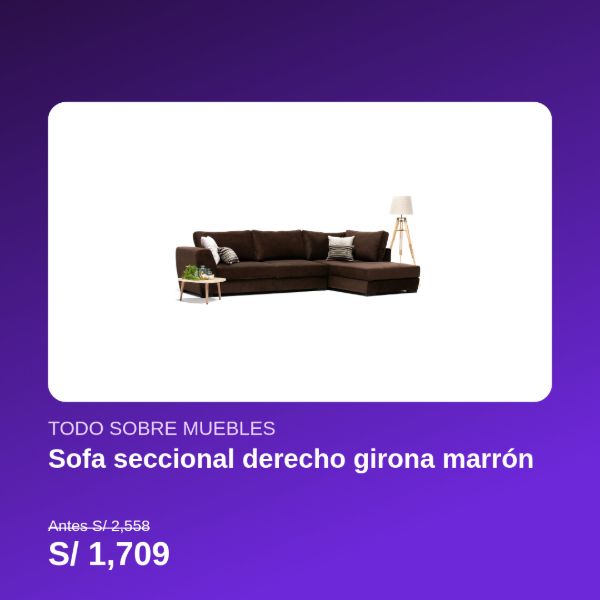 TODO SOBRE MUEBLES
Sofa seccional derecho girona marrón
Antes S/ 2,558
S/ 1,709